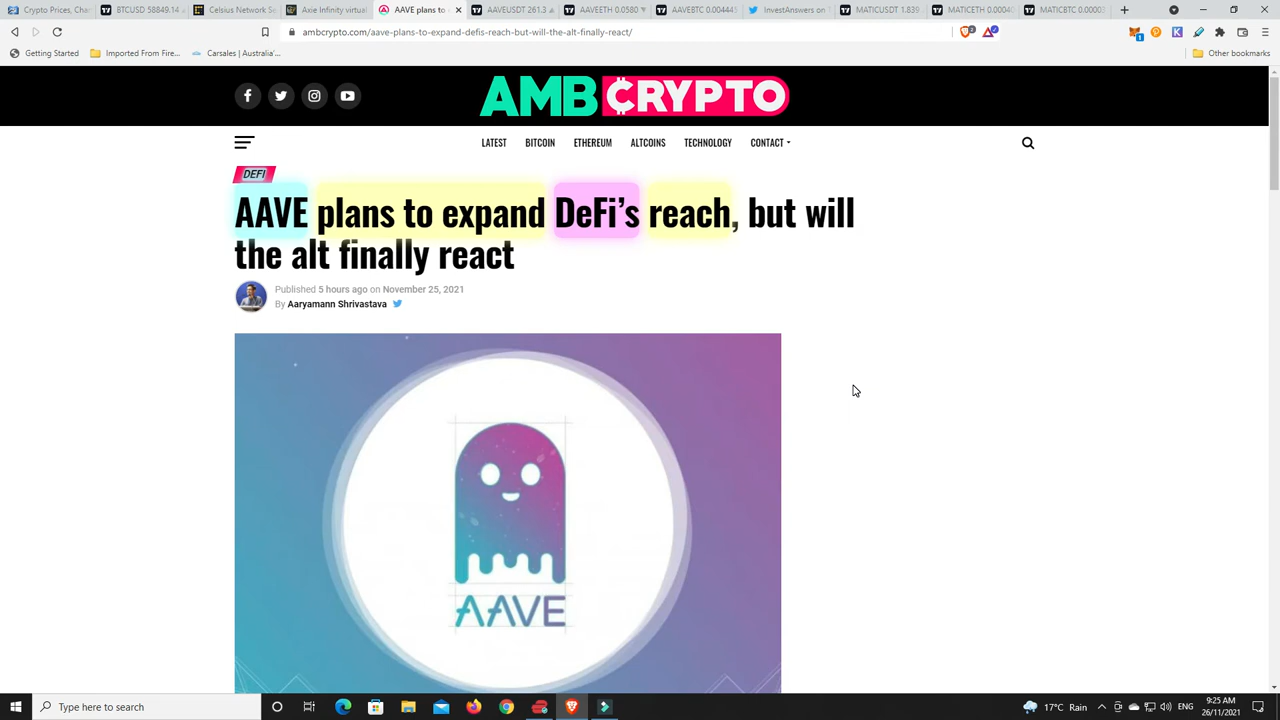 Crypto Prices, Cha
BTCUSD 58849.14
Celsius Network Se
Axie Infinity virtual
AAVE plans to
AAVEUSDT 261.3
AAVEETH 0.0580
AAVEBTC 0.004445
InvestAnswers on
MATICUSDT 1.839
MATICETH 0.0004
MATICBTC 0.00003
ambcrypto.com/aave-plans-to-expand-defis-reach-but-will-the-alt-finally-react/
Getting Started
Imported From Fire...
Carsales (Australia...
Other bookmarks
AMBCRYPTO
LATEST
BITCOIN
ETHEREUM
ALTCOINS
TECHNOLOGY
CONTACT
DEFI
AAVE plans to expand DeFi's reach, but will
the alt finally react
Published 5 hours ago on November 25, 2021
By Aaryamann Shrivastava
AAVE
Type here to search
17°C Rain
9:25 AM
26/11/2021